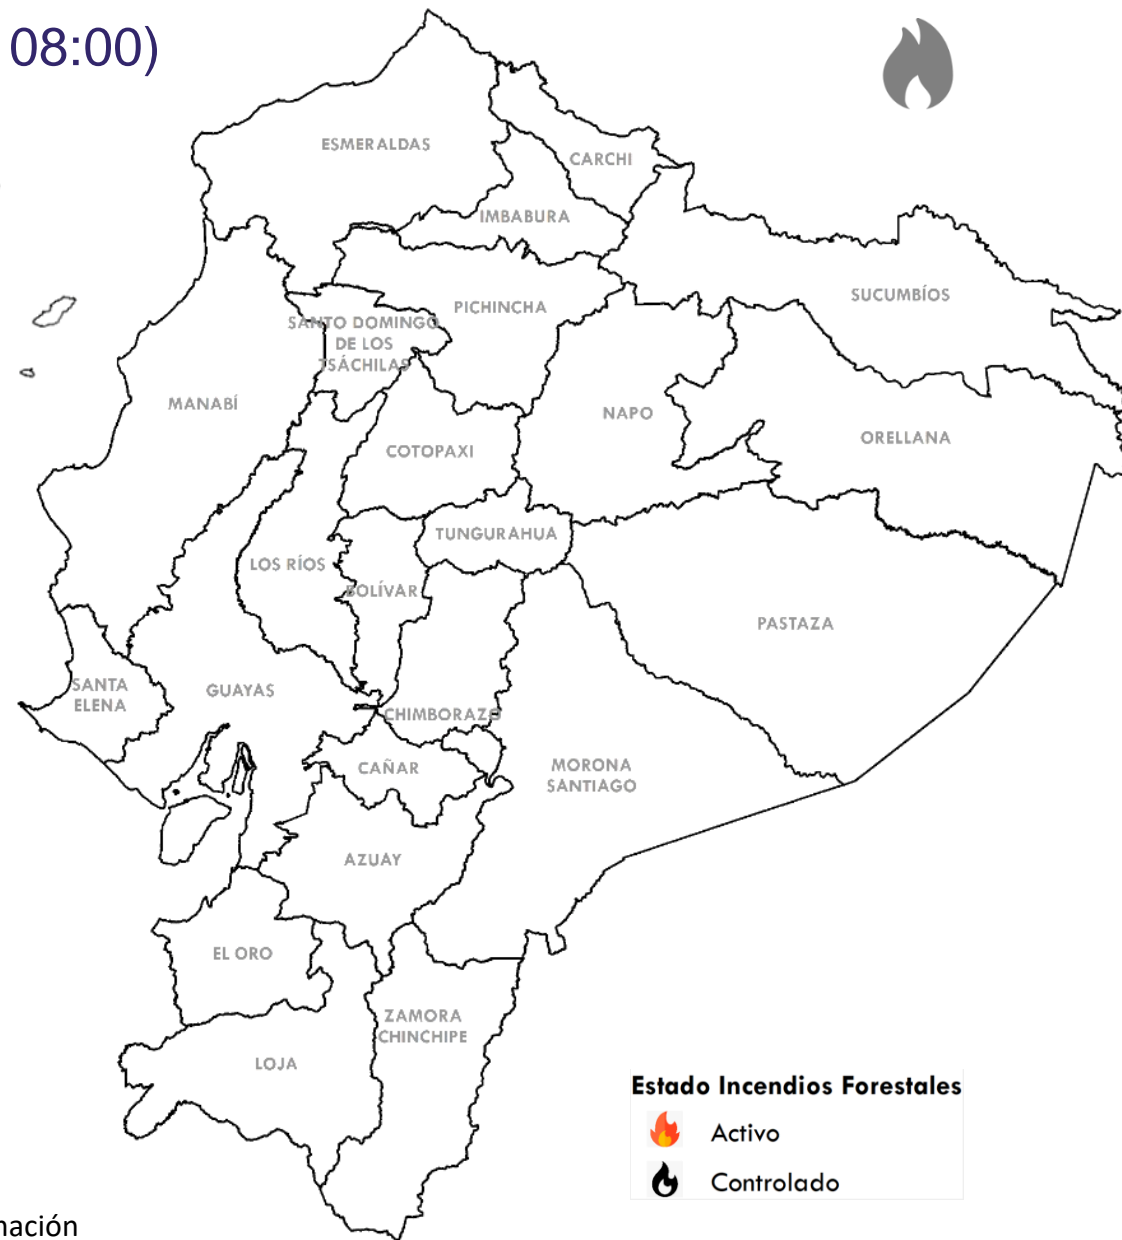 08:00)
ESMERALDAS
CARCHI
IMBABURA
SUCUMBÍOS
PICHINCHA
SANTO DOMINGO
DE LOS
TSÁCHILAS
MANABÍ
NAPO
ORELLANA
COTOPAXI
TUNGURAHUA
LOS RÍOS
BOLÍVAR
PASTAZA
SANTA
ELENA
GUAYAS
CHIMBORAZO
CAÑAR
MORONA
SANTIAGO
AZUAY
EL ORO
ZAMORA
CHINCHIPE
LOJA
Estado Incendios Forestales
Activo
Controlado